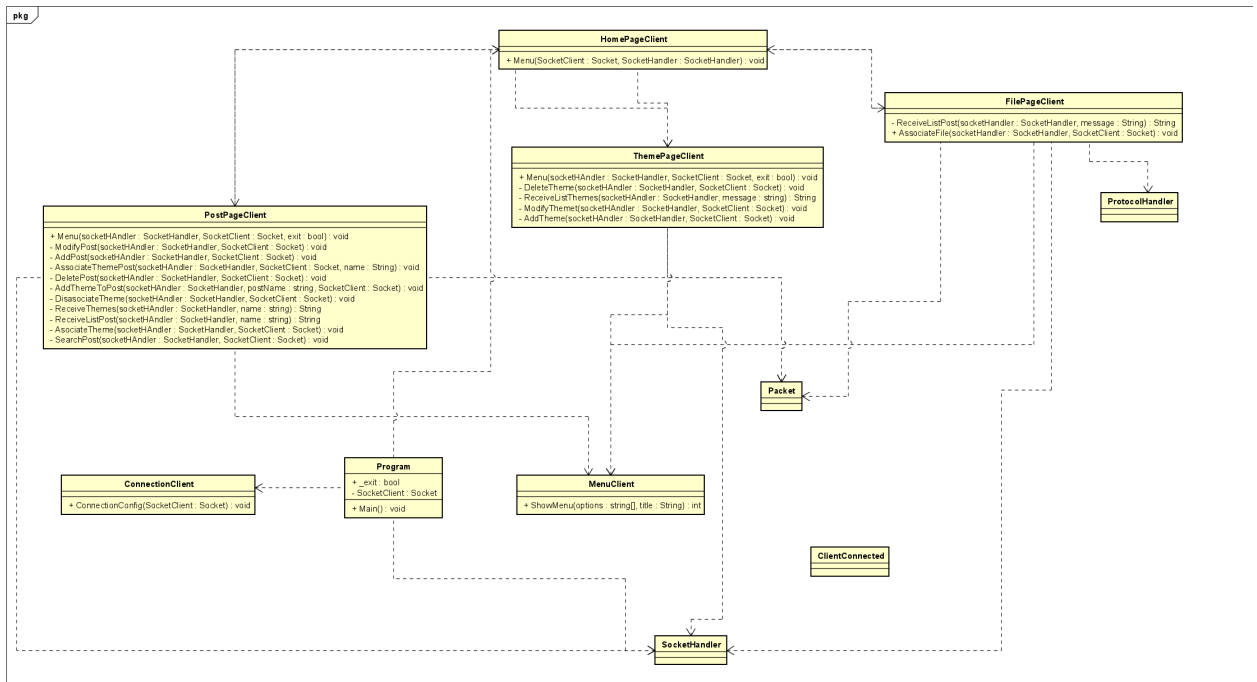 pkg
HomePageClient
+ Menu(SocketClient : Socket, SocketHandler : SocketHandler) : void
FilePageClient
- ReceiveListPost(socketHandler : SocketHandler, message : String) : String
+ AssociateFile(socketHandler : SocketHandler, SocketClient : Socket) : void
ThemePageClient
+ Menu(socketHAndler : SocketHandler, SocketClient : Socket, exit : bool) : void
- DeleteTheme(socketHAndler : SocketHandler, SocketClient : Socket) : void
- ReceiveListThemes(socketHAndler : SocketHandler, message : string) : String
- ModifyThemet(socketHAndler : SocketHandler, SocketClient : Socket) : void
- AddTheme(socketHAndler : SocketHandler, SocketClient : Socket) : void
ProtocolHandler
PostPageClient
+ Menu(socketHAndler : SocketHandler, SocketClient : Socket, exit : bool) : void
- ModifyPost(socketHAndler : SocketHandler, SocketClient : Socket) : void
- AddPost(socketHAndler : SocketHandler, SocketClient : Socket) : void
- AssociateThemePost(socketHAndler : SocketHandler, SocketClient : Socket, name : String) : void
- DeletePost(socketHAndler : SocketHandler, SocketClient : Socket) : void
- AddThemeToPost(socketHAndler : SocketHandler, postName : string, SocketClient : Socket) : void
- DisasociateTheme(socketHAndler : SocketHandler, SocketClient : Socket) : void
- ReceiveThemes(socketHAndler : SocketHandler, name : string) : String
- ReceiveListPost(socketHAndler : SocketHandler, name : string) : String
- AsociateTheme(socketHAndler : SocketHandler, SocketClient : Socket) : void
- SearchPost(socketHAndler : SocketHandler, SocketClient : Socket) : void
Packet
ConnectionClient
+ ConnectionConfig(SocketClient : Socket) : void
Program
+ _exit : bool
- SocketClient : Socket
+ Main() : void
MenuClient
+ ShowMenu(options : string[], title : String) : int
ClientConnected
SocketHandler